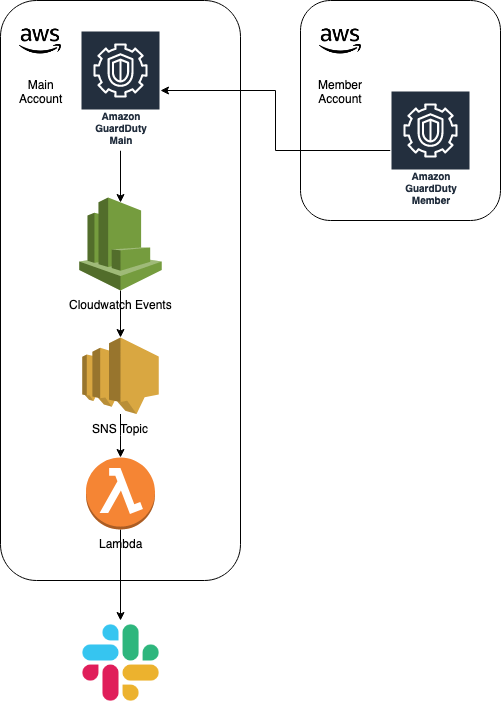 aws
Main
Account
Amazon
GuardDuty
Main
aws
Member
Account
Amazon
GuardDuty
Member
Cloudwatch Events
SNS Topic
Lambda